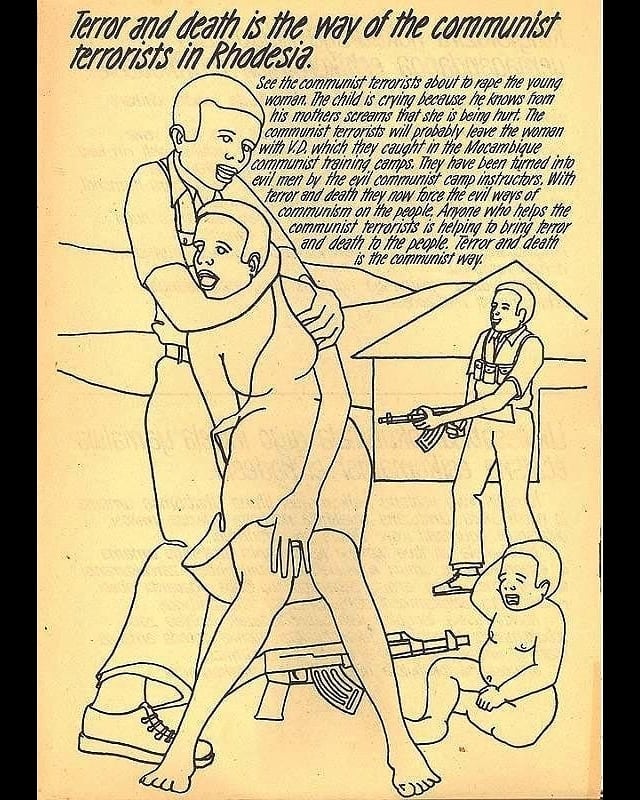 Terror and death is the way of the communist
terrorists in Rhodesia.
See the communist terrorists about to rape the young
woman. The child is crying because he knows from
his mothers screams that she is being hurt. The
communist terrorists will probably leave the woman
with V.D. which they caught in the Mocambique
communist training camps. They have been turned into
evil men by the evil communist camp instructors. With
terror and death they now force the evil ways of
communism on the people. Anyone who helps the
communist terrorists is helping to bring terror
and death to the people. Terror and death
is the communist way.